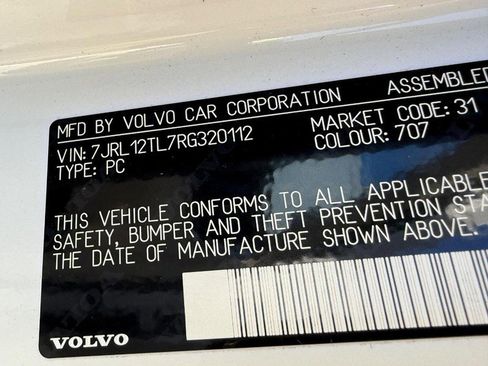 MFD BY VOLVO CAR CORPORATION ASSEMBLED
VIN: 7JRL12TL7RG320112 MARKET CODE: 31
TYPE: PC COLOUR: 707
THIS VEHICLE CONFORMS TO ALL APPLICABLE
SAFETY, BUMPER AND THEFT PREVENTION STA
THE DATE OF MANUFACTURE SHOWN ABOVE.
VOLVO